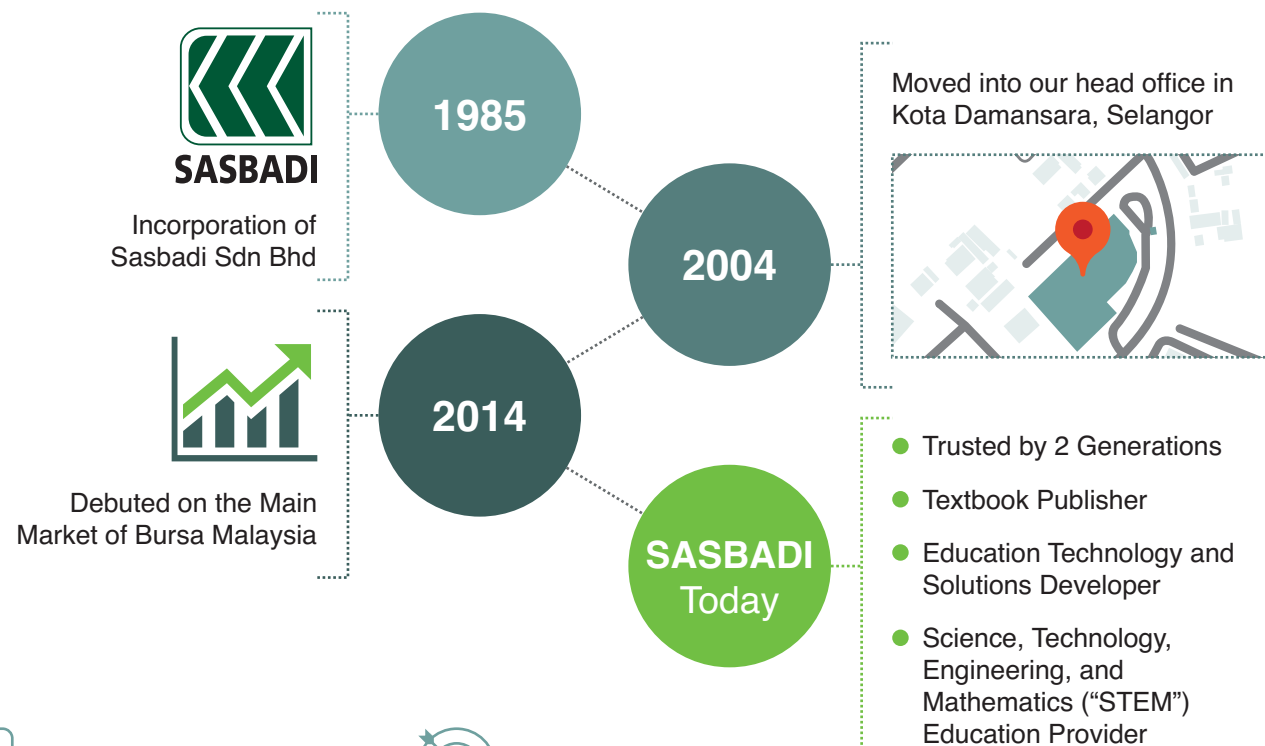 SASBADI
Incorporation of
Sasbadi Sdn Bhd
1985
2004
Moved into our head office in
Kota Damansara, Selangor
2014
Debuted on the Main
Market of Bursa Malaysia
SASBADI
Today
Trusted by 2 Generations
Textbook Publisher
Education Technology and
Solutions Developer
Science, Technology,
Engineering, and
Mathematics (“STEM”)
Education Provider